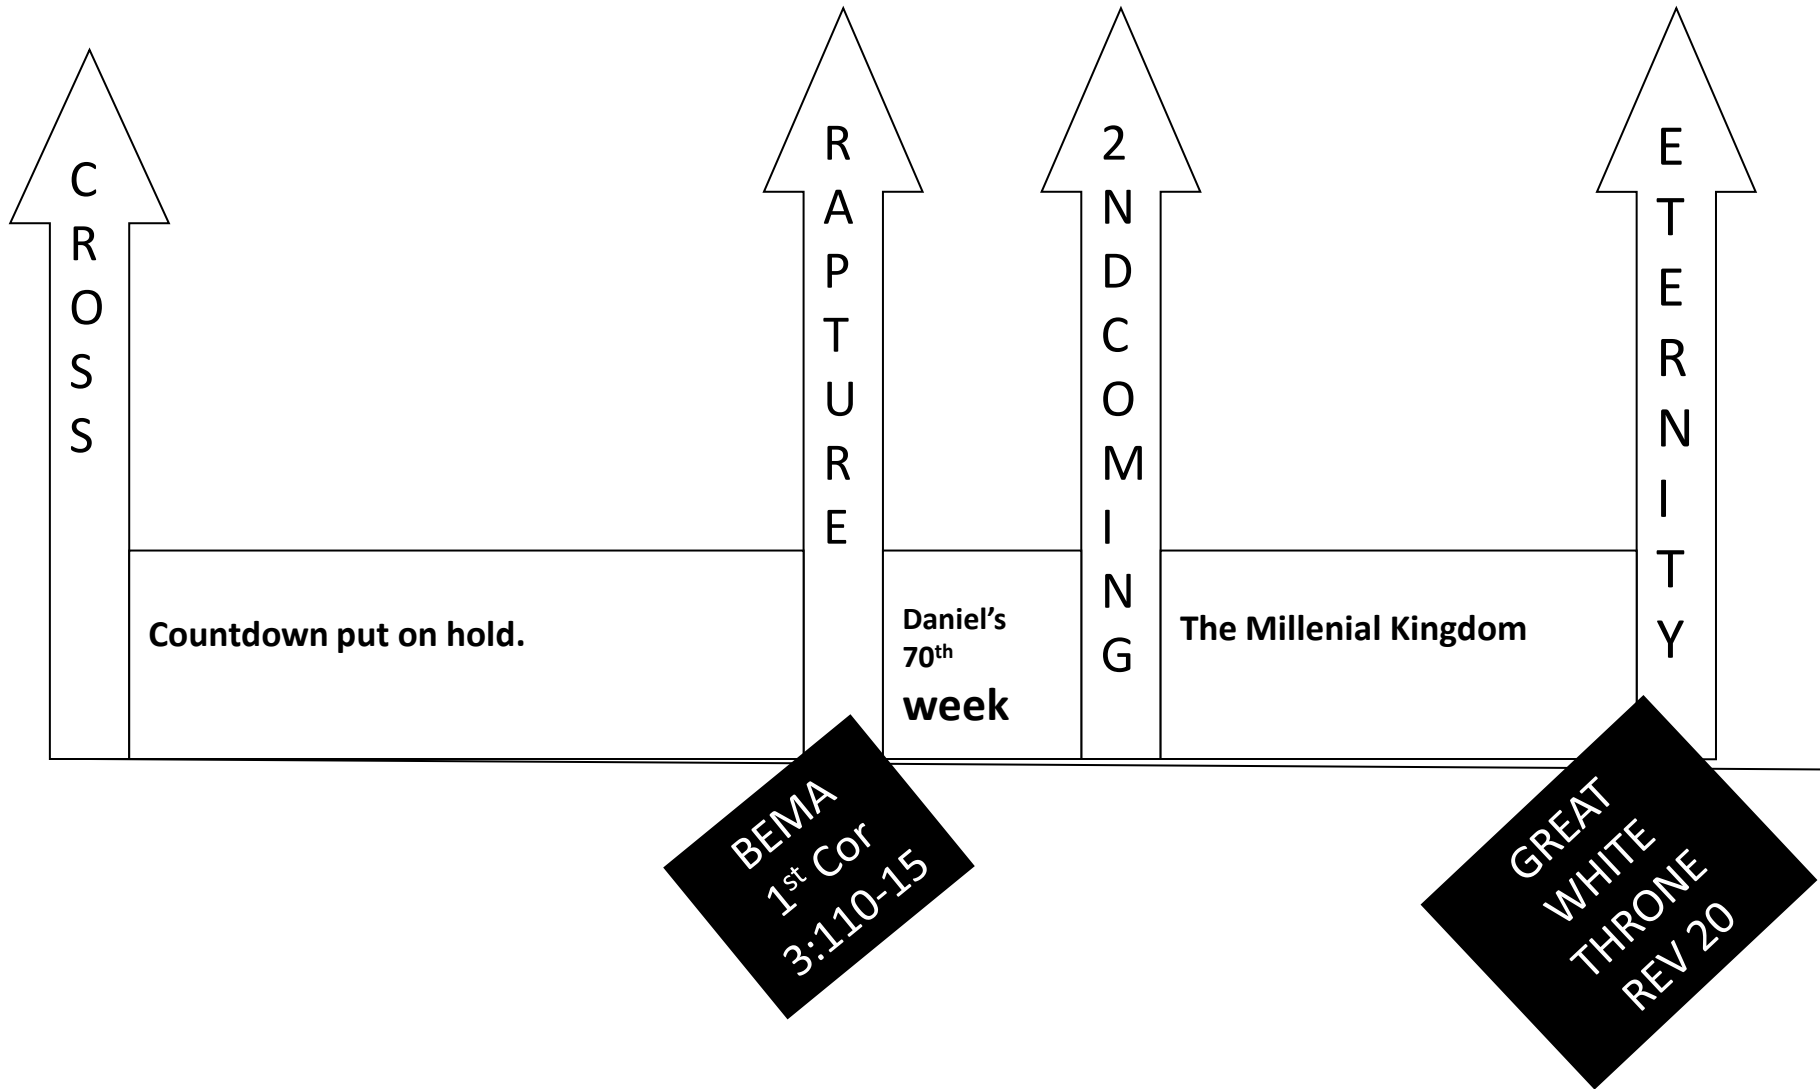 CROSS
RAPTURE
2NDCOMING
ETERNITY
Countdown put on hold.
Daniel’s
70th
week
The Millenial Kingdom
BEMA
1st Cor
3:110-15
GREAT
WHITE
THRONE
REV 20